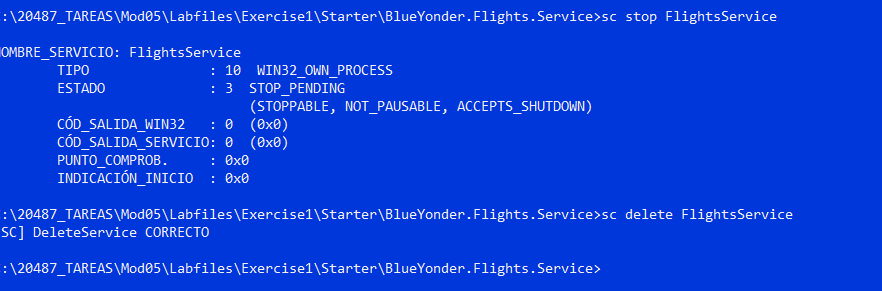 :\20487_TAREAS\Mod05\Labfiles\Exercise1\Starter\BlueYonder.Flights.Service>sc stop FlightsService
OMBRE_SERVICIO: FlightsService
TIPO : 10 WIN32_OWN_PROCESS
ESTADO : 3 STOP_PENDING
(STOPPABLE, NOT_PAUSABLE, ACCEPTS_SHUTDOWN)
CÓD_SALIDA_WIN32 : 0 (0x0)
CÓD_SALIDA_SERVICIO: 0 (0x0)
PUNTO_COMPROB. : 0x0
INDICACIÓN_INICIO : 0x0
:\20487_TAREAS\Mod05\Labfiles\Exercise1\Starter\BlueYonder.Flights.Service>sc delete FlightsService
SC] DeleteService CORRECTO
:\20487_TAREAS\Mod05\Labfiles\Exercise1\Starter\BlueYonder.Flights.Service>